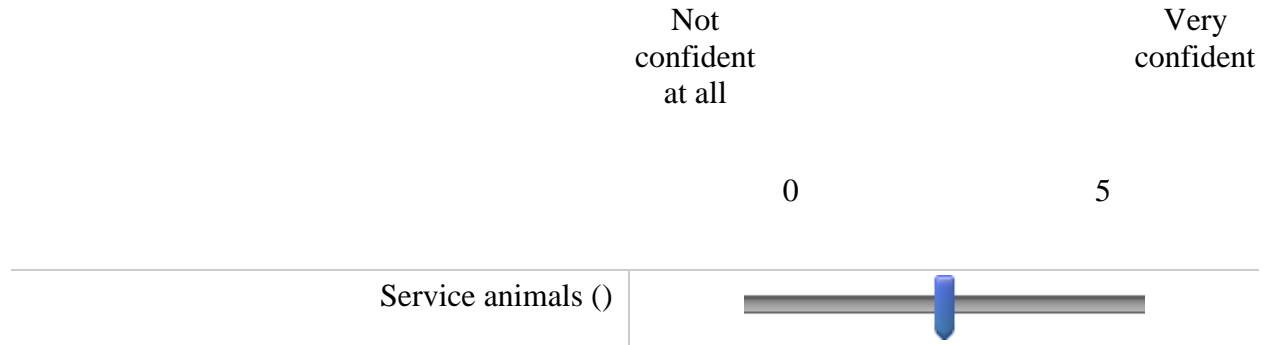 Not confident at all
Very confident
0 5
Service animals ()